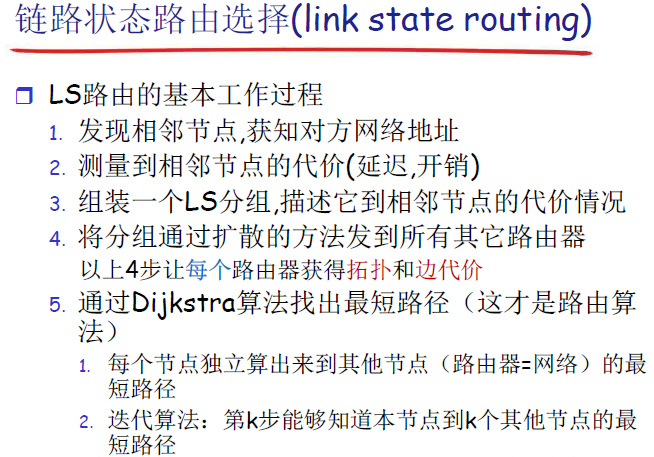 链路状态路由选择(link state routing)
LS路由的基本工作过程
1. 发现相邻节点,获知对方网络地址
2. 测量到相邻节点的代价(延迟,开销)
3. 组装一个LS分组,描述它到相邻节点的代价情况
4. 将分组通过扩散的方法发到所有其它路由器
以上4步让每个路由器获得拓扑和边代价
5. 通过Dijkstra算法找出最短路径（这才是路由算
法）
1. 每个节点独立算出来到其他节点（路由器=网络）的最
短路径
2. 迭代算法：第k步能够知道本节点到k个其他节点的最
短路径